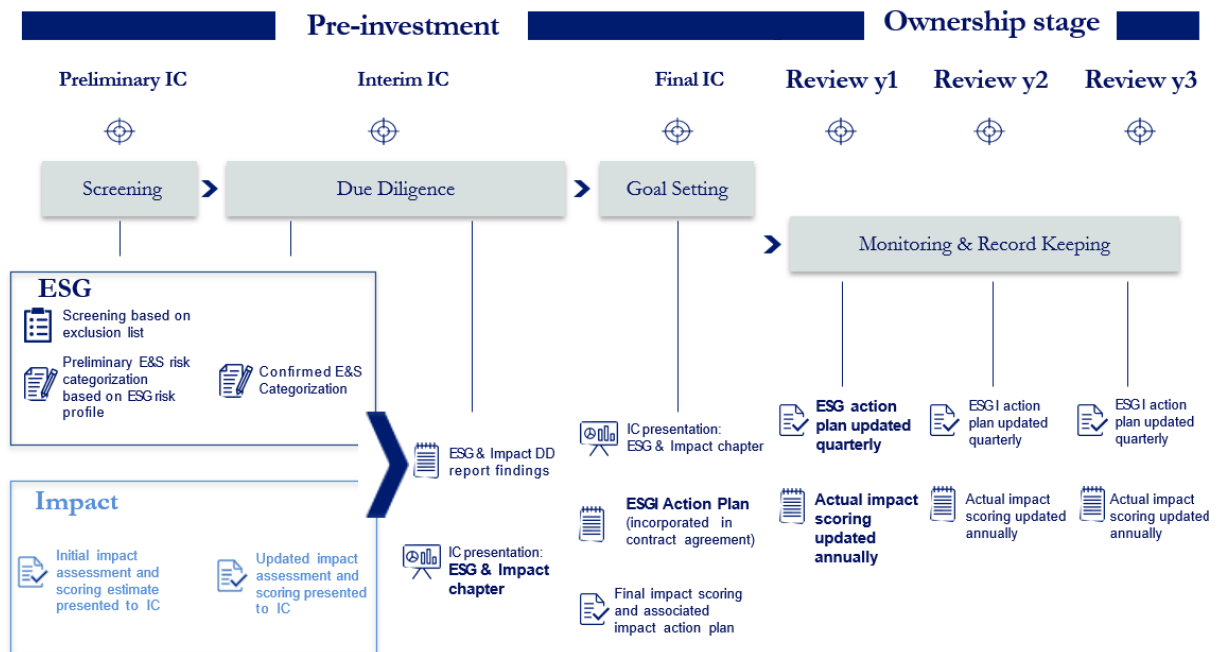 Pre-investment
Ownership stage
Preliminary IC
Interim IC
Final IC
Review y1
Review y2
Review y3
Screening
Due Diligence
Goal Setting
Monitoring & Record Keeping
ESG
Screening based on
exclusion list
Preliminary E&S risk
categorization
based on ESG risk
profile
Confirmed E&S
Categorization
Impact
Initial impact
assessment and
scoring estimate
presented to IC
Updated impact
assessment and
scoring presented
to IC
ESG & Impact DD
report findings
IC presentation:
ESG & Impact
chapter
IC presentation:
ESG & Impact chapter
ESGI Action Plan
(incorporated in
contract agreement)
Final impact scoring
and associated
impact action plan
ESG action
plan updated
quarterly
Actual impact
scoring
updated
annually
ESG I action
plan updated
quarterly
Actual impact
scoring updated
annually
ESG I action
plan updated
quarterly
Actual impact
scoring updated
annually